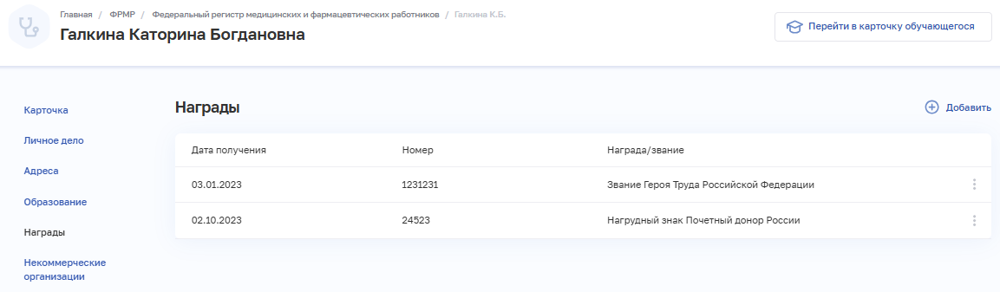 Главная / ФРМР / Федеральный регистр медицинских и фармацевтических работников / Галкина К.Б.
Галкина Каторина Богдановна
Перейти в карточку обучающегося
Карточка
Личное дело
Адреса
Образование
Награды
Некоммерческие
организации
Награды
Добавить
Дата получения Номер Награда/звание
03.01.2023 1231231 Звание Героя Труда Российской Федерации
02.10.2023 24523 Нагрудный знак Почетный донор России